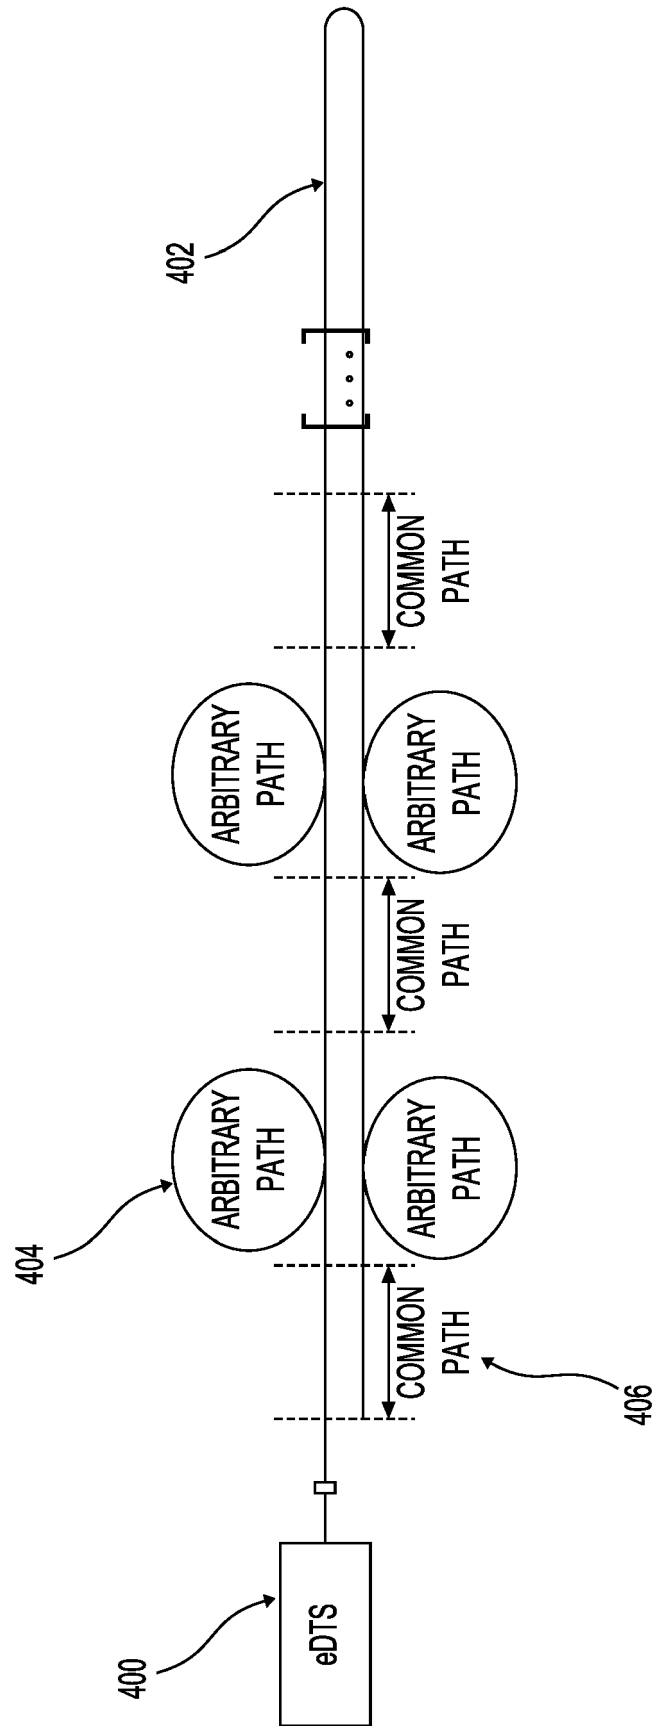 404
400
402
ARBITRARY
PATH
ARBITRARY
PATH
eDTS
COMMON
PATH
ARBITRARY
PATH
COMMON
PATH
ARBITRARY
PATH
COMMON
PATH
406